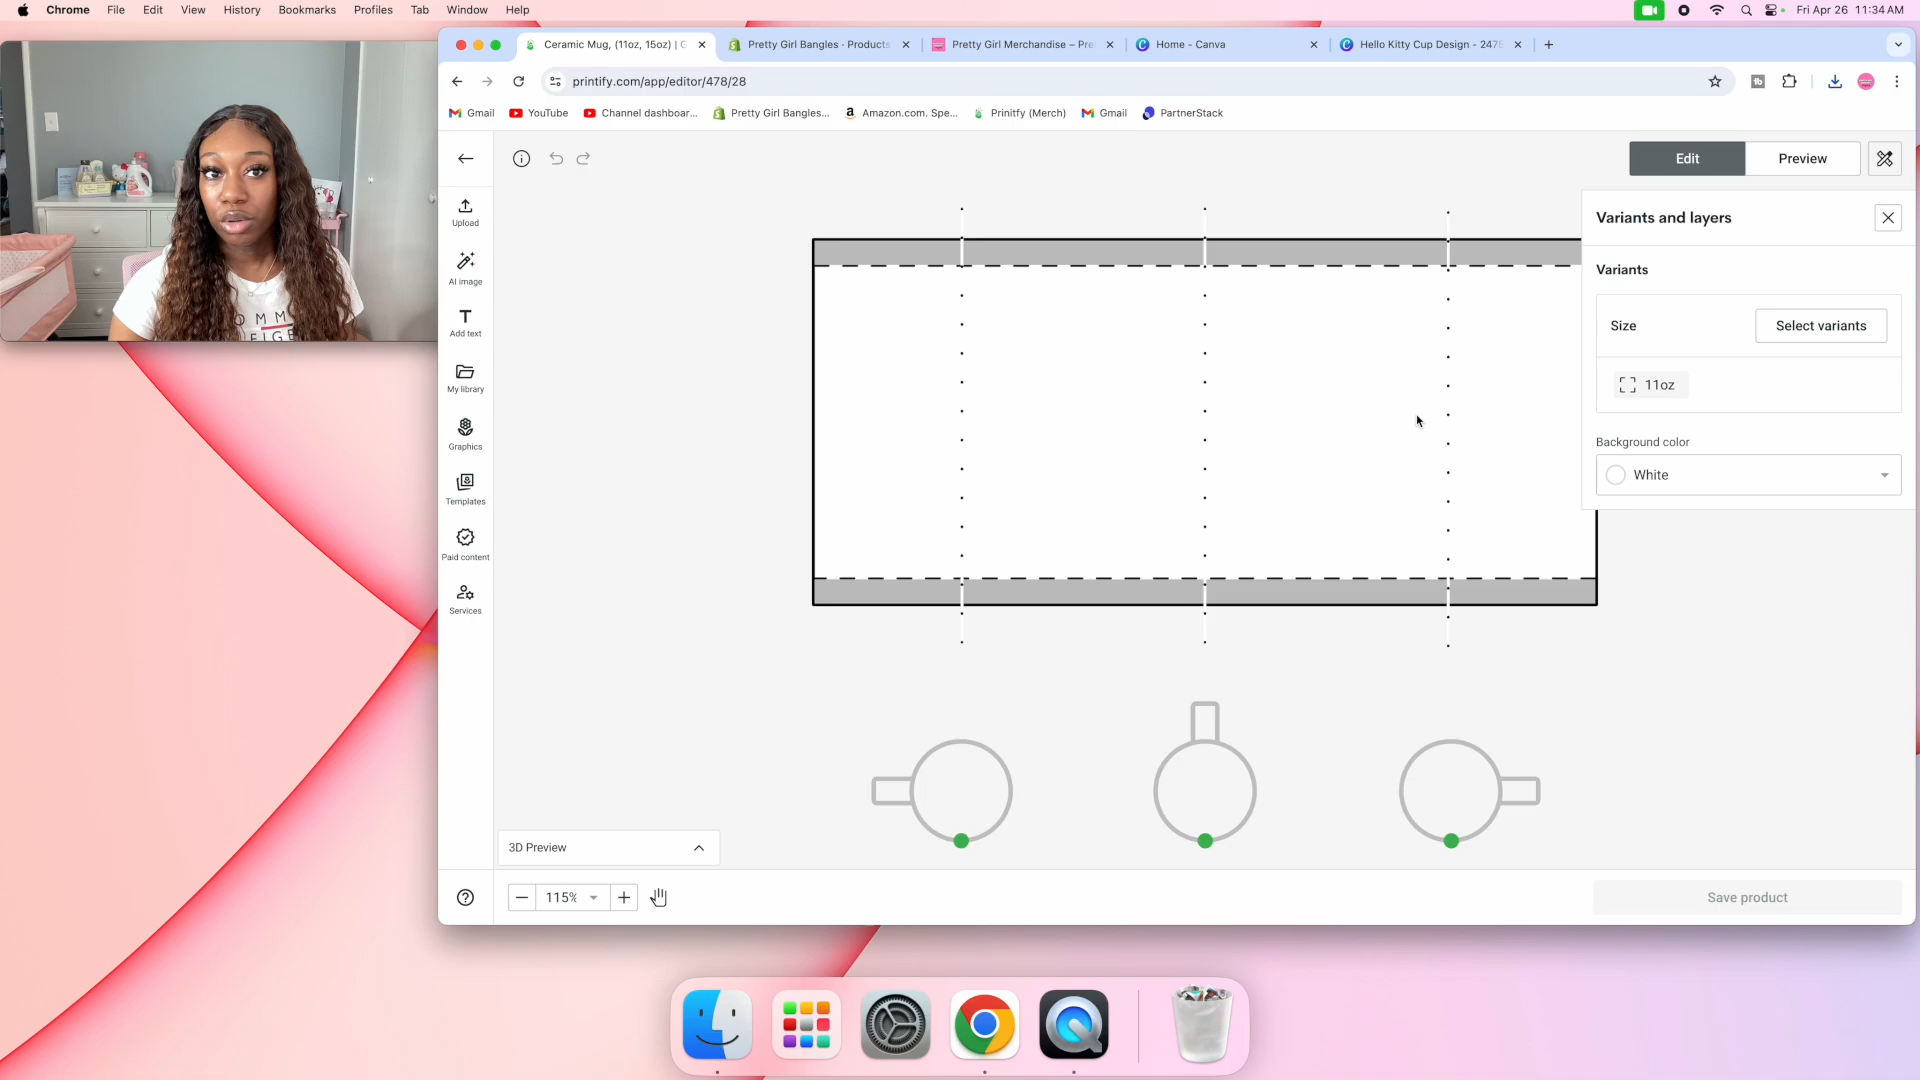 Chrome File Edit View History Bookmarks Profiles Tab Window Help Fri Apr 26 11:34 AM
Ceramic Mug, (11oz, 15oz) | G Pretty Girl Bangles · Products Pretty Girl Merchandise – Pre Home - Canva Hello Kitty Cup Design - 2475
printify.com/app/editor/478/28
Gmail YouTube Channel dashboar... Pretty Girl Bangles... Amazon.com. Spe... Prinitfy (Merch) Gmail PartnerStack
Edit Preview
Upload
AI image
Add text
My library
Graphics
Templates
Paid content
Services
Variants and layers
Variants
Size Select variants
11oz
Background color
White
3D Preview
115%
Save product